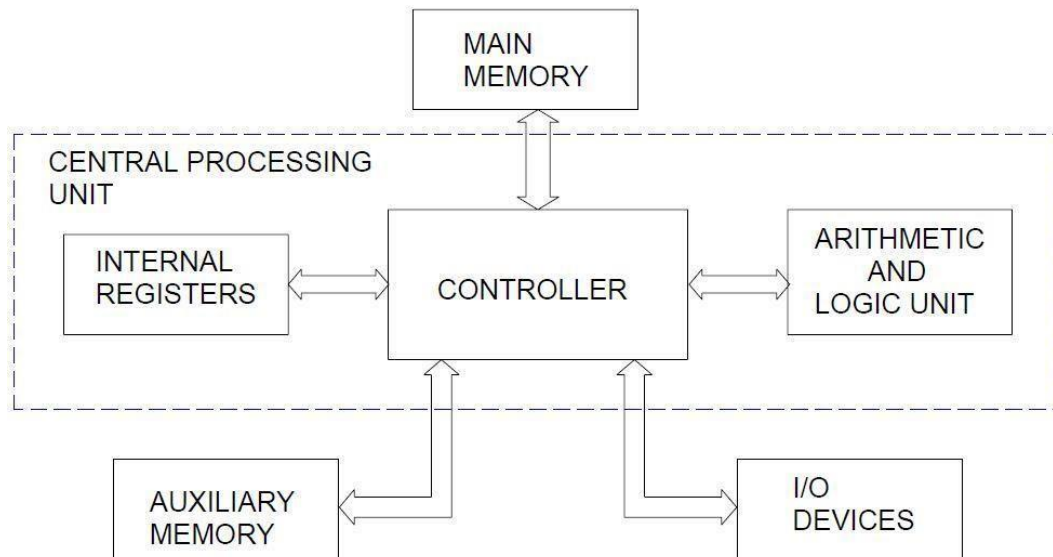 MAIN
MEMORY
CENTRAL PROCESSING
UNIT
INTERNAL
REGISTERS
CONTROLLER
ARITHMETIC
AND
LOGIC UNIT
AUXILIARY
MEMORY
I/O
DEVICES